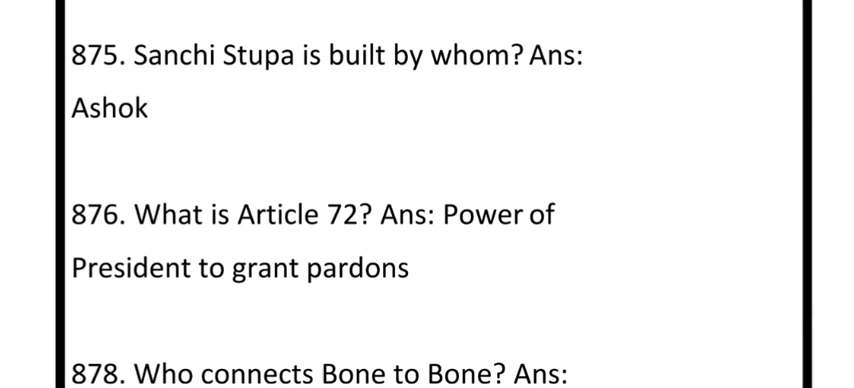 875. Sanchi Stupa is built by whom? Ans:
Ashok
876. What is Article 72? Ans: Power of
President to grant pardons
878. Who connects Bone to Bone? Ans: